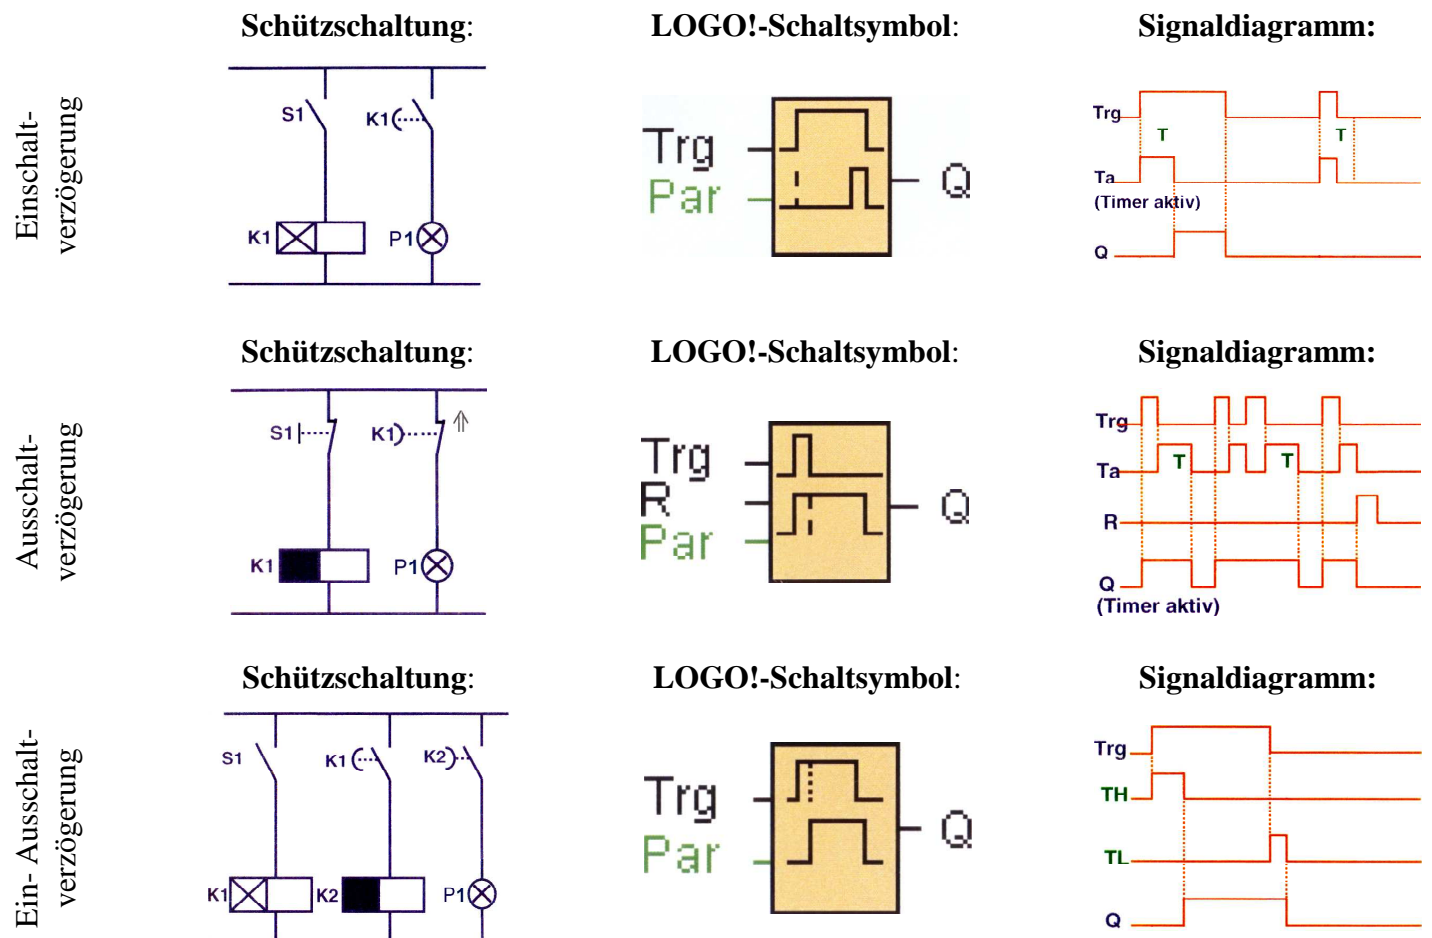 Schützschaltung:
LOGO!-Schaltsymbol:
Signaldiagramm:
Einschalt-
verzögerung
S1
K1
K1
P1
Trg
Par
Q
Trg
T
T
Ta
(Timer aktiv)
Q
Schützschaltung:
LOGO!-Schaltsymbol:
Signaldiagramm:
Ausschalt-
verzögerung
S1
K1
K1
P1
Trg
R
Par
Q
Trg
Ta
T
T
R
Q
(Timer aktiv)
Schützschaltung:
LOGO!-Schaltsymbol:
Signaldiagramm:
Ein- Ausschalt-
verzögerung
S1
K1
K2
K1
K2
P1
Trg
Par
Q
Trg
TH
TL
Q